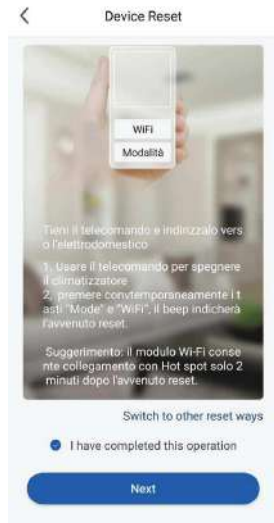 Device Reset
WiFi
Modalità
Tieni il telecomando e indirizzalo vers
o l'elettrodomestico
1. Usare il telecomando per spegnere
il climatizzatore
2, premere convtemporaneamente i t
asti "Mode" e "WiFi", il beep indicherà
l'avvenuto reset.
Suggerimento: il modulo Wi-Fi conse
nte collegamento con Hot spot solo 2
minuti dopo l'avvenuto reset.
Switch to other reset ways
I have completed this operation
Next